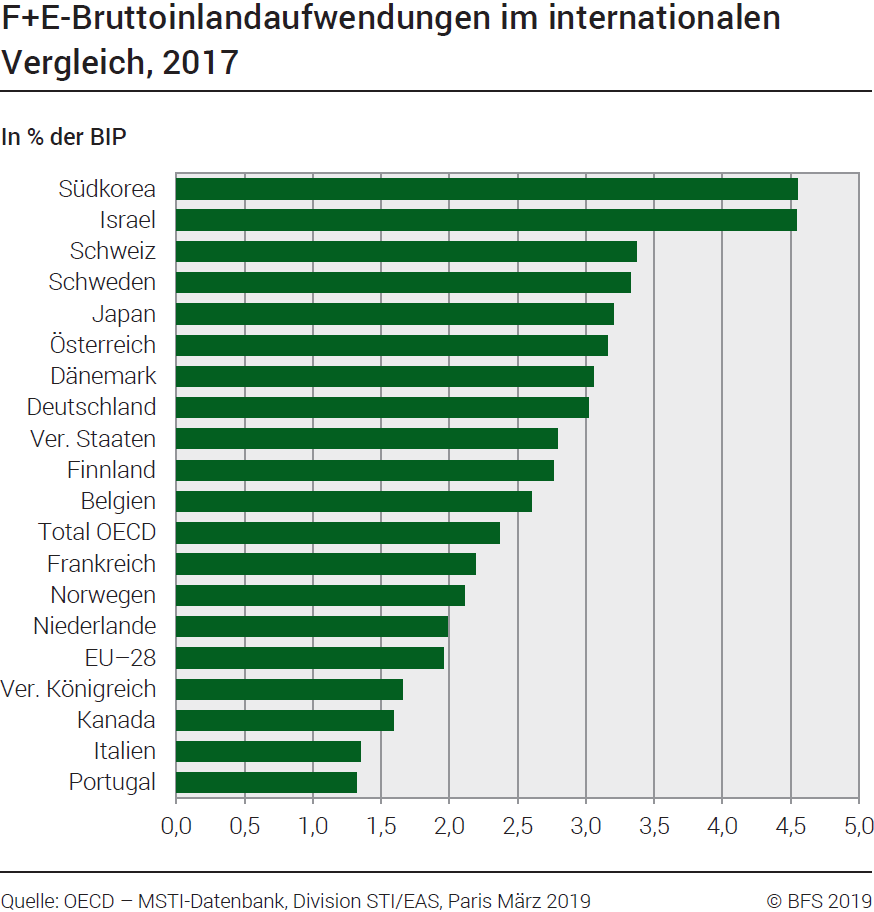 F+E-Bruttoinlandaufwendungen im internationalen
Vergleich, 2017
In % der BIP
Südkorea
Israel
Schweiz
Schweden
Japan
Österreich
Dänemark
Deutschland
Ver. Staaten
Finnland
Belgien
Total OECD
Frankreich
Norwegen
Niederlande
EU–28
Ver. Königreich
Kanada
Italien
Portugal
0,0 0,5 1,0 1,5 2,0 2,5 3,0 3,5 4,0 4,5 5,0
Quelle: OECD – MSTI-Datenbank, Division STI/EAS, Paris März 2019 © BFS 2019